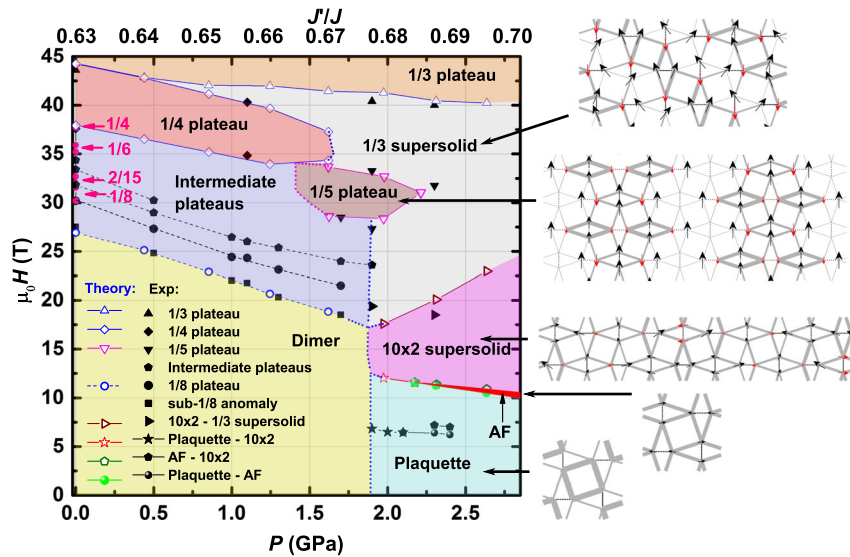 J'/J
0.63 0.64 0.65 0.66 0.67 0.68 0.69 0.70
45
40
35
30
25
20
15
10
5
0
μ₀H (T)
1/3 plateau
1/4 plateau
1/3 supersolid
1/4
1/6
2/15
1/8
Intermediate
plateaus
1/5 plateau
Theory: Exp:
1/3 plateau
1/4 plateau
1/5 plateau
Intermediate plateaus
1/8 plateau
sub-1/8 anomaly
10x2 - 1/3 supersolid
Plaquette - 10x2
AF - 10x2
Plaquette - AF
Dimer
10x2 supersolid
AF
Plaquette
0.0 0.5 1.0 1.5 2.0 2.5
P (GPa)